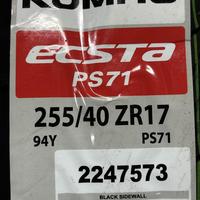 KUMHO
ECSTA
PS71
255/40 ZR17
94Y PS71
2247573
BLACK SIDEWALL